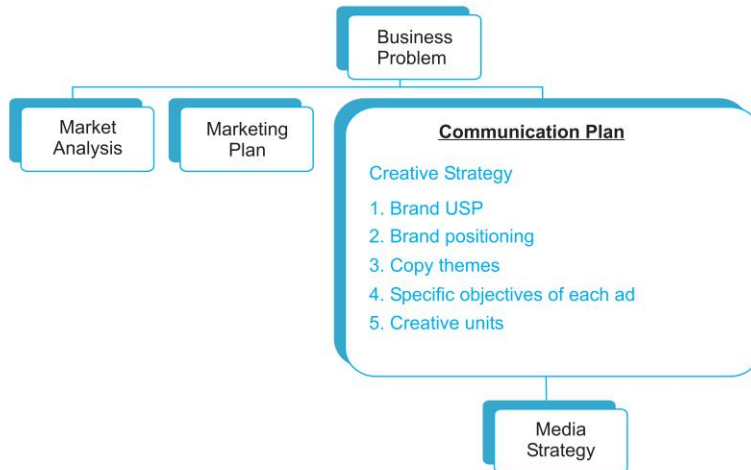 Business
Problem
Market
Analysis
Marketing
Plan
Communication Plan
Creative Strategy
1. Brand USP
2. Brand positioning
3. Copy themes
4. Specific objectives of each ad
5. Creative units
Media
Strategy